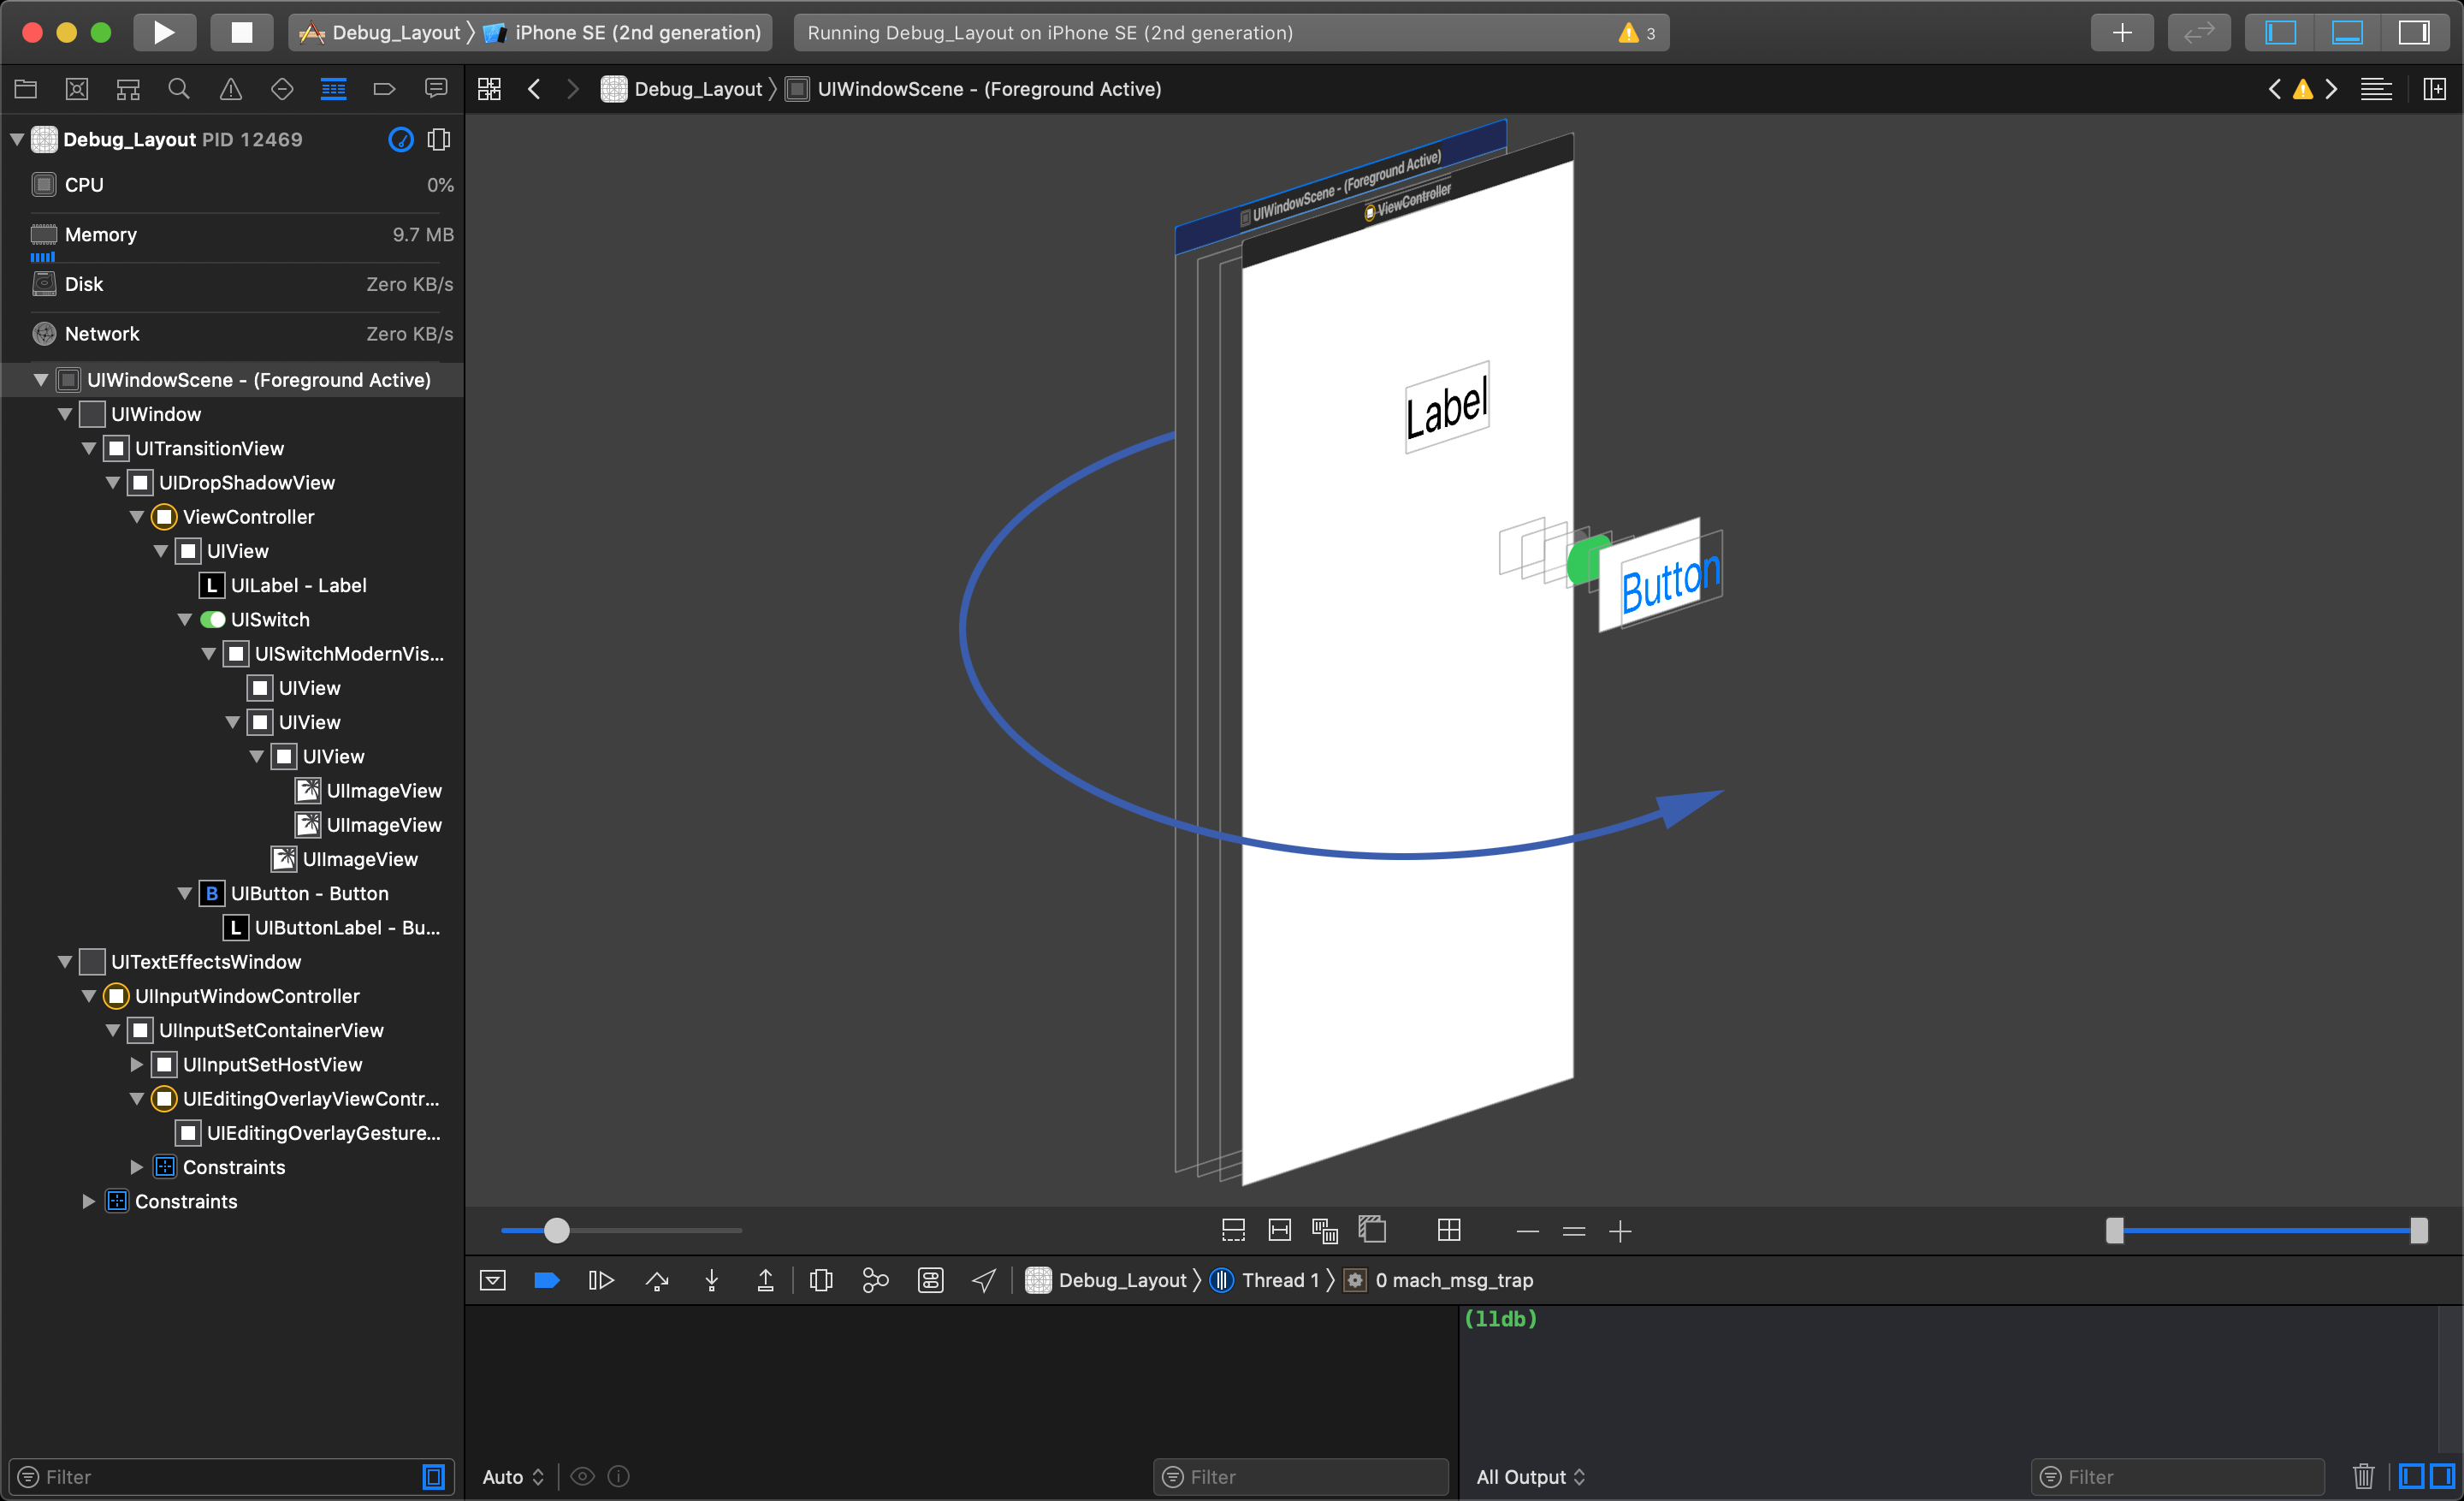 Debug_Layout
iPhone SE (2nd generation)
Running Debug_Layout on iPhone SE (2nd generation)
3
Debug_Layout
UIWindowScene - (Foreground Active)
Debug_Layout PID 12469
CPU 0%
Memory 9.7 MB
Disk Zero KB/s
Network Zero KB/s
UIWindowScene - (Foreground Active)
UIWindow
UITransitionView
UIDropShadowView
ViewController
UIView
L UILabel - Label
UISwitch
UISwitchModernVis...
UIView
UIView
UIView
UIImageView
UIImageView
UIImageView
B UIButton - Button
L UIButtonLabel - Bu...
UITextEffectsWindow
UIInputWindowController
UIInputSetContainerView
UIInputSetHostView
UIEditingOverlayViewContr...
UIEditingOverlayGesture...
Constraints
Constraints
Filter
UIWindowScene - (Foreground Active)
ViewController
Label
Button
Debug_Layout
Thread 1
0 mach_msg_trap
(lldb)
Auto
Filter
All Output
Filter